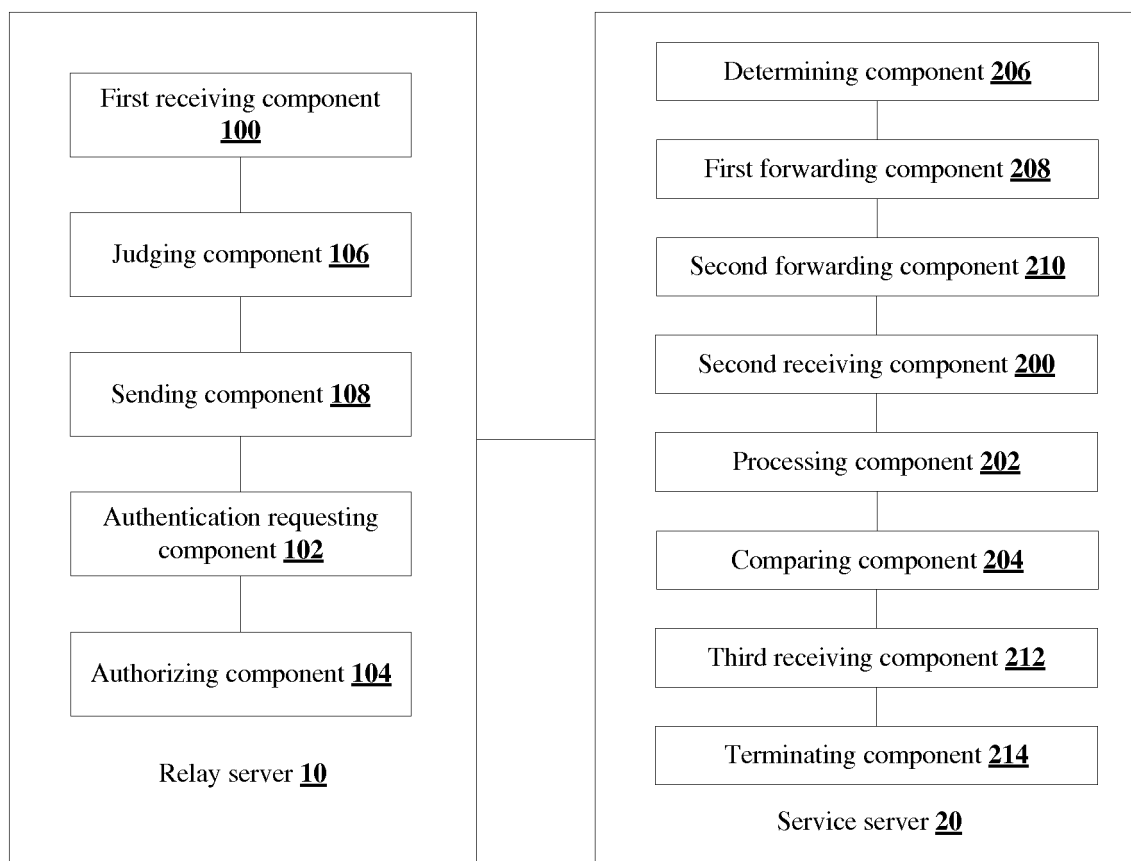 First receiving component
100
Judging component 106
Sending component 108
Authentication requesting
component 102
Authorizing component 104
Relay server 10
Determining component 206
First forwarding component 208
Second forwarding component 210
Second receiving component 200
Processing component 202
Comparing component 204
Third receiving component 212
Terminating component 214
Service server 20